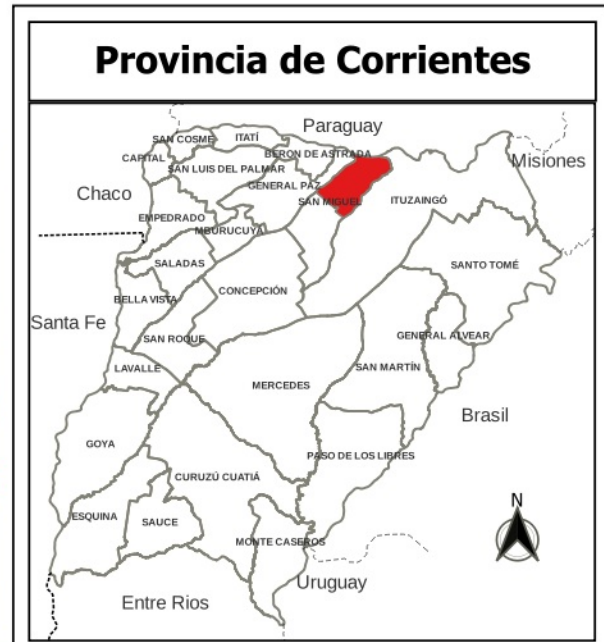 Provincia de Corrientes
Paraguay
Misiones
SAN COSME
ITATÍ
CAPITAL
BERON DE ASTRADA
SAN LUIS DEL PALMAR
GENERAL PAZ
Chaco
SAN MIGUEL
ITUZAINGÓ
EMPEDRADO
MBURUCUYA
SALADAS
SANTO TOMÉ
BELLA VISTA
CONCEPCIÓN
Santa Fe
SAN ROQUE
GENERAL ALVEAR
LAVALLE
SAN MARTÍN
MERCEDES
Brasil
GOYA
PASO DE LOS LIBRES
CURUZÚ CUATIÁ
ESQUINA
SAUCE
N
MONTE CASEROS
Uruguay
Entre Rios